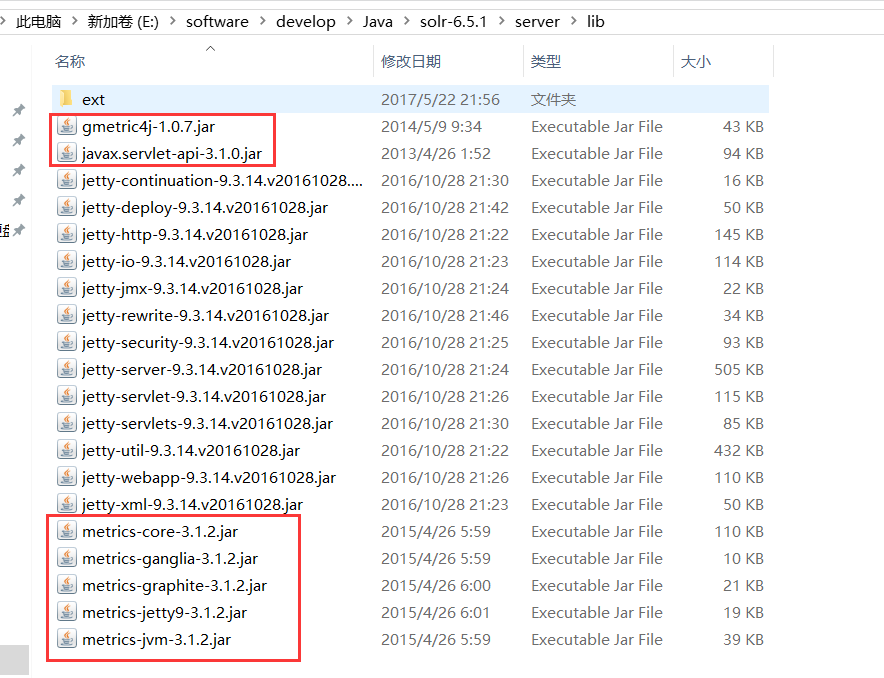 此电脑 > 新加卷 (E:) > software > develop > Java > solr-6.5.1 > server > lib
名称 修改日期 类型 大小
ext 2017/5/22 21:56 文件夹
gmetric4j-1.0.7.jar 2014/5/9 9:34 Executable Jar File 43 KB
javax.servlet-api-3.1.0.jar 2013/4/26 1:52 Executable Jar File 94 KB
jetty-continuation-9.3.14.v20161028.... 2016/10/28 21:30 Executable Jar File 16 KB
jetty-deploy-9.3.14.v20161028.jar 2016/10/28 21:42 Executable Jar File 50 KB
jetty-http-9.3.14.v20161028.jar 2016/10/28 21:22 Executable Jar File 145 KB
jetty-io-9.3.14.v20161028.jar 2016/10/28 21:23 Executable Jar File 114 KB
jetty-jmx-9.3.14.v20161028.jar 2016/10/28 21:24 Executable Jar File 22 KB
jetty-rewrite-9.3.14.v20161028.jar 2016/10/28 21:46 Executable Jar File 34 KB
jetty-security-9.3.14.v20161028.jar 2016/10/28 21:25 Executable Jar File 93 KB
jetty-server-9.3.14.v20161028.jar 2016/10/28 21:24 Executable Jar File 505 KB
jetty-servlet-9.3.14.v20161028.jar 2016/10/28 21:26 Executable Jar File 115 KB
jetty-servlets-9.3.14.v20161028.jar 2016/10/28 21:30 Executable Jar File 85 KB
jetty-util-9.3.14.v20161028.jar 2016/10/28 21:22 Executable Jar File 432 KB
jetty-webapp-9.3.14.v20161028.jar 2016/10/28 21:26 Executable Jar File 110 KB
jetty-xml-9.3.14.v20161028.jar 2016/10/28 21:23 Executable Jar File 50 KB
metrics-core-3.1.2.jar 2015/4/26 5:59 Executable Jar File 110 KB
metrics-ganglia-3.1.2.jar 2015/4/26 5:59 Executable Jar File 10 KB
metrics-graphite-3.1.2.jar 2015/4/26 6:00 Executable Jar File 21 KB
metrics-jetty9-3.1.2.jar 2015/4/26 6:01 Executable Jar File 19 KB
metrics-jvm-3.1.2.jar 2015/4/26 5:59 Executable Jar File 39 KB